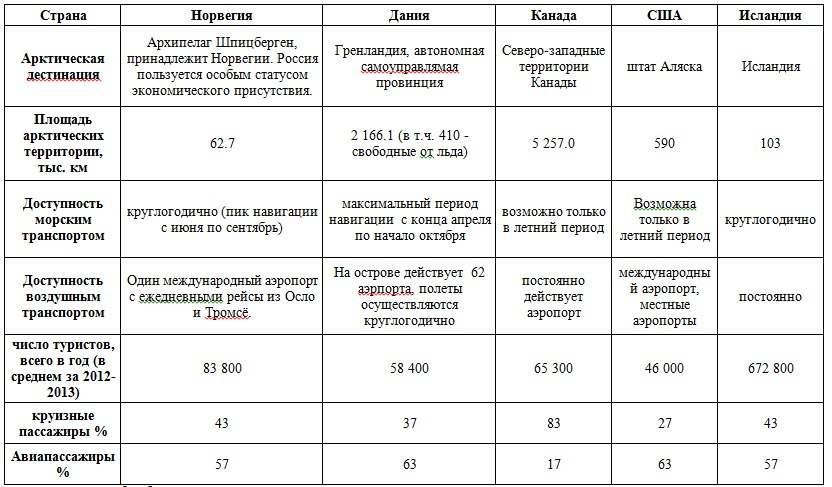 Страна Норвегия Дания Канада США Исландия
Арктическая дестинация Архипелаг Шпицберген, принадлежит Норвегии. Россия пользуется особым статусом экономического присутствия. Гренландия, автономная самоуправлямая провинция Северо-западные территории Канады штат Аляска Исландия
Площадь арктических территории, тыс. км 62.7 2 166.1 (в т.ч. 410 - свободные от льда) 5 257.0 590 103
Доступность морским транспортом круглогодично (пик навигации с июня по сентябрь) максимальный период навигации с конца апреля по начало октября возможно только в летний период Возможна только в летний период круглогодично
Доступность воздушным транспортом Один международный аэропорт с ежедневными рейсы из Осло и Тромсё. На острове действует 62 аэрпорта, полеты осуществляются круглогодично постоянно действует аэропорт международный аэропорт, местные аэропорты постоянно
число туристов, всего в год (в среднем за 2012-2013) 83 800 58 400 65 300 46 000 672 800
круизные пассажиры % 43 37 83 27 43
Авиапассажиры % 57 63 17 63 57